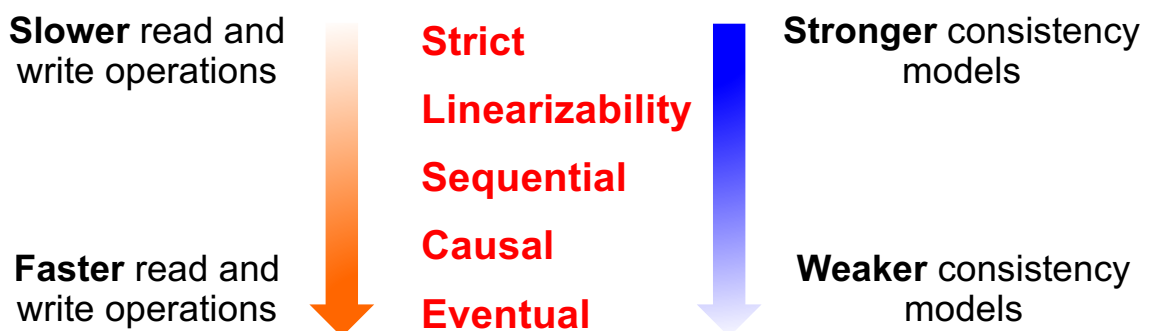 Slower read and
write operations
Strict
Linearizability
Sequential
Causal
Eventual
Stronger consistency
models
Faster read and
write operations
Weaker consistency
models